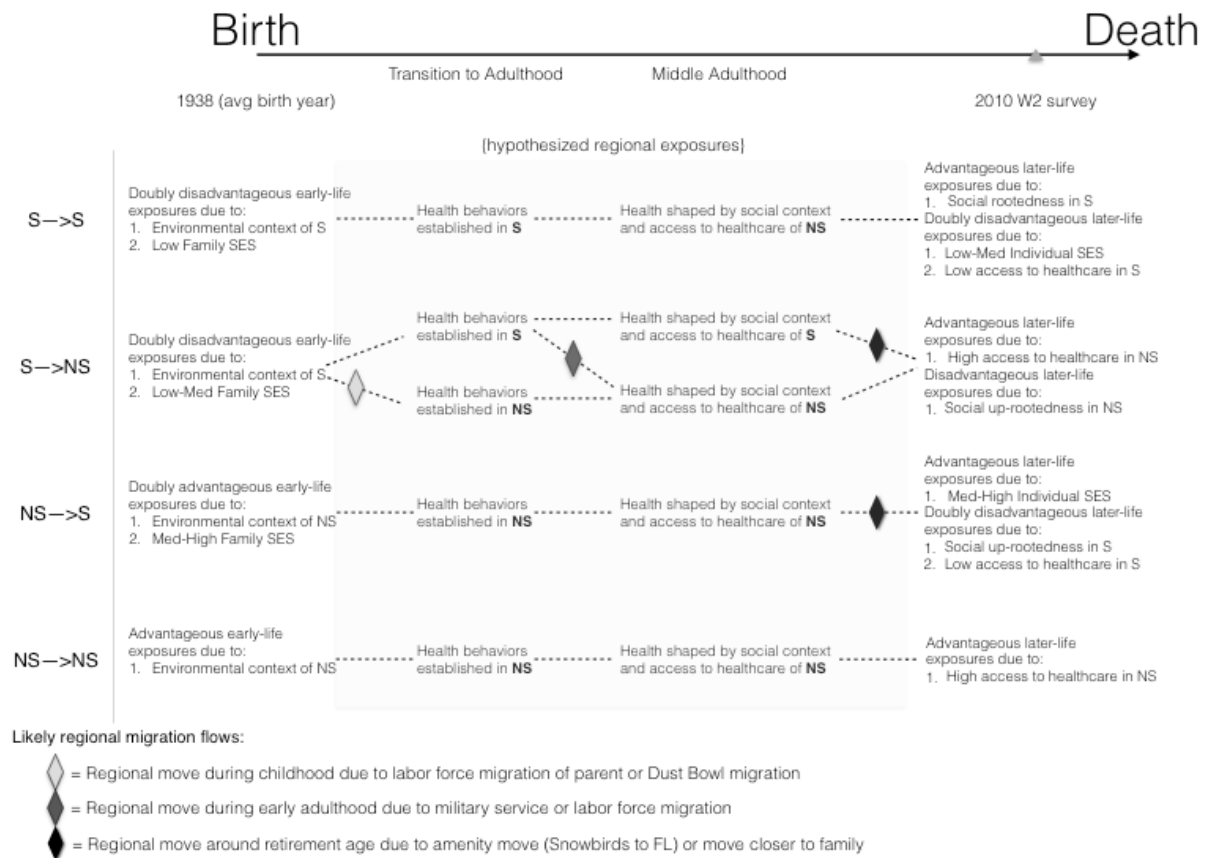 Birth
Death
Transition to Adulthood
Middle Adulthood
1938 (avg birth year)
2010 W2 survey
{hypothesized regional exposures}
S—>S
Doubly disadvantageous early-life
exposures due to:
1. Environmental context of S
2. Low Family SES
Health behaviors
established in S
Health shaped by social context
and access to healthcare of NS
Advantageous later-life
exposures due to:
1. Social rootedness in S
Doubly disadvantageous later-life
exposures due to:
1. Low-Med Individual SES
2. Low access to healthcare in S
S—>NS
Doubly disadvantageous early-life
exposures due to:
1. Environmental context of S
2. Low-Med Family SES
Health behaviors
established in S
Health shaped by social context
and access to healthcare of S
Health behaviors
established in NS
Health shaped by social context
and access to healthcare of NS
Advantageous later-life
exposures due to:
1. High access to healthcare in NS
Disadvantageous later-life
exposures due to:
1. Social up-rootedness in NS
NS—>S
Doubly advantageous early-life
exposures due to:
1. Environmental context of NS
2. Med-High Family SES
Health behaviors
established in NS
Health shaped by social context
and access to healthcare of NS
Advantageous later-life
exposures due to:
1. Med-High Individual SES
Doubly disadvantageous later-life
exposures due to:
1. Social up-rootedness in S
2. Low access to healthcare in S
NS—>NS
Advantageous early-life
exposures due to:
1. Environmental context of NS
Health behaviors
established in NS
Health shaped by social context
and access to healthcare of NS
Advantageous later-life
exposures due to:
1. High access to healthcare in NS
Likely regional migration flows:
= Regional move during childhood due to labor force migration of parent or Dust Bowl migration
= Regional move during early adulthood due to military service or labor force migration
= Regional move around retirement age due to amenity move (Snowbirds to FL) or move closer to family